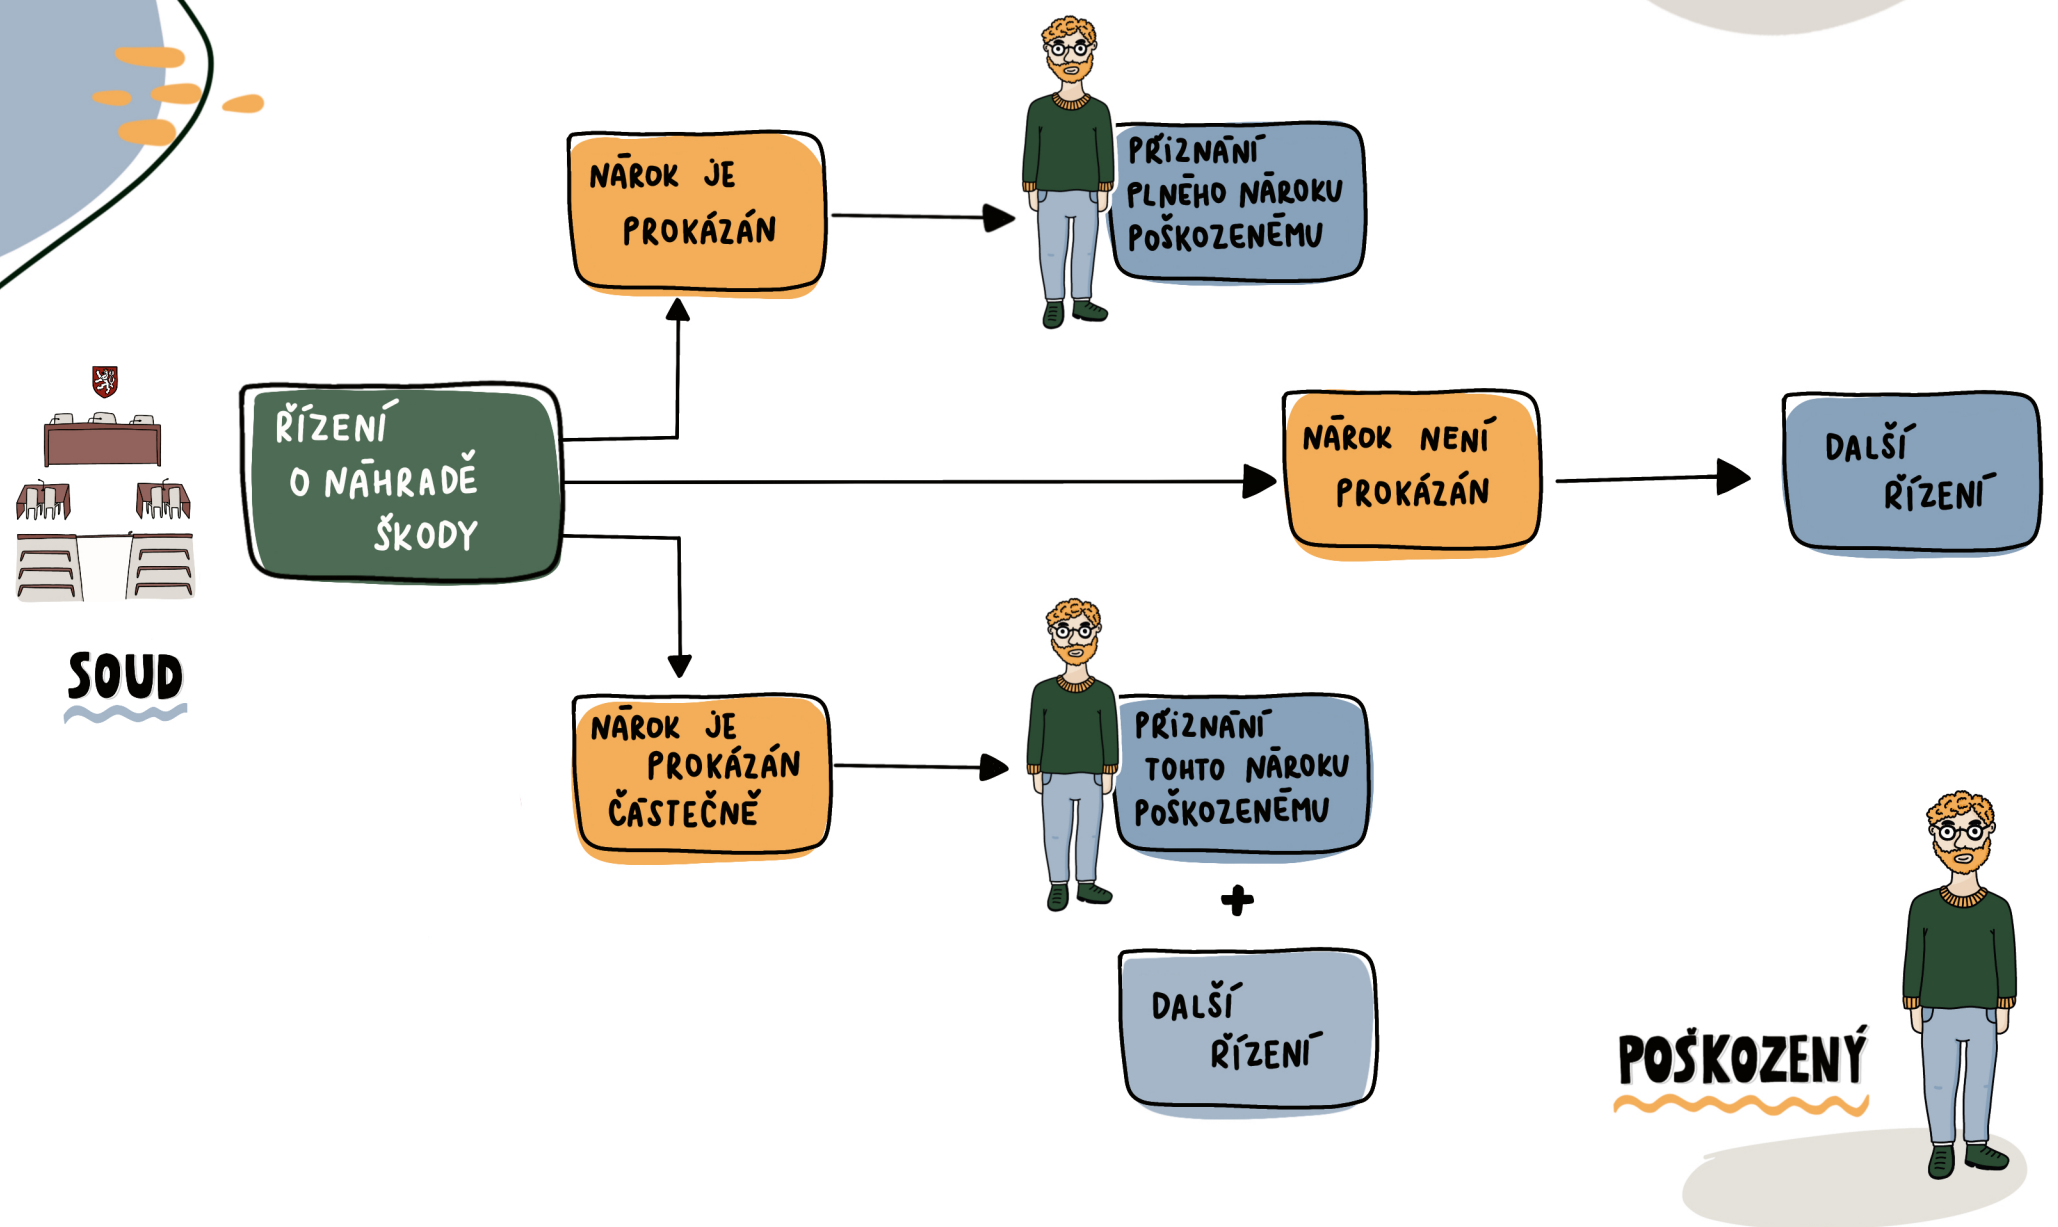 NÁROK JE
PROKÁZÁN
PŘIZNÁNÍ
PLNÉHO NÁROKU
POŠKOZENÉMU
ŘÍZENÍ
O NÁHRADĚ
ŠKODY
NÁROK NENÍ
PROKÁZÁN
DALŠÍ
ŘÍZENÍ
SOUD
NÁROK JE
PROKÁZÁN
ČÁSTEČNĚ
PŘIZNÁNÍ
TOHTO NÁROKU
POŠKOZENÉMU
+
DALŠÍ
ŘÍZENÍ
POŠKOZENÝ